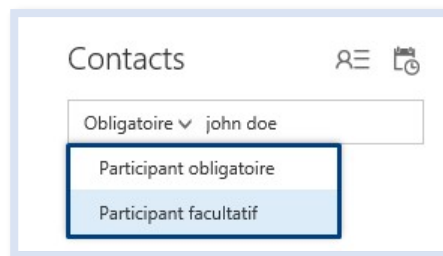 Contacts
Obligatoire john doe
Participant obligatoire
Participant facultatif